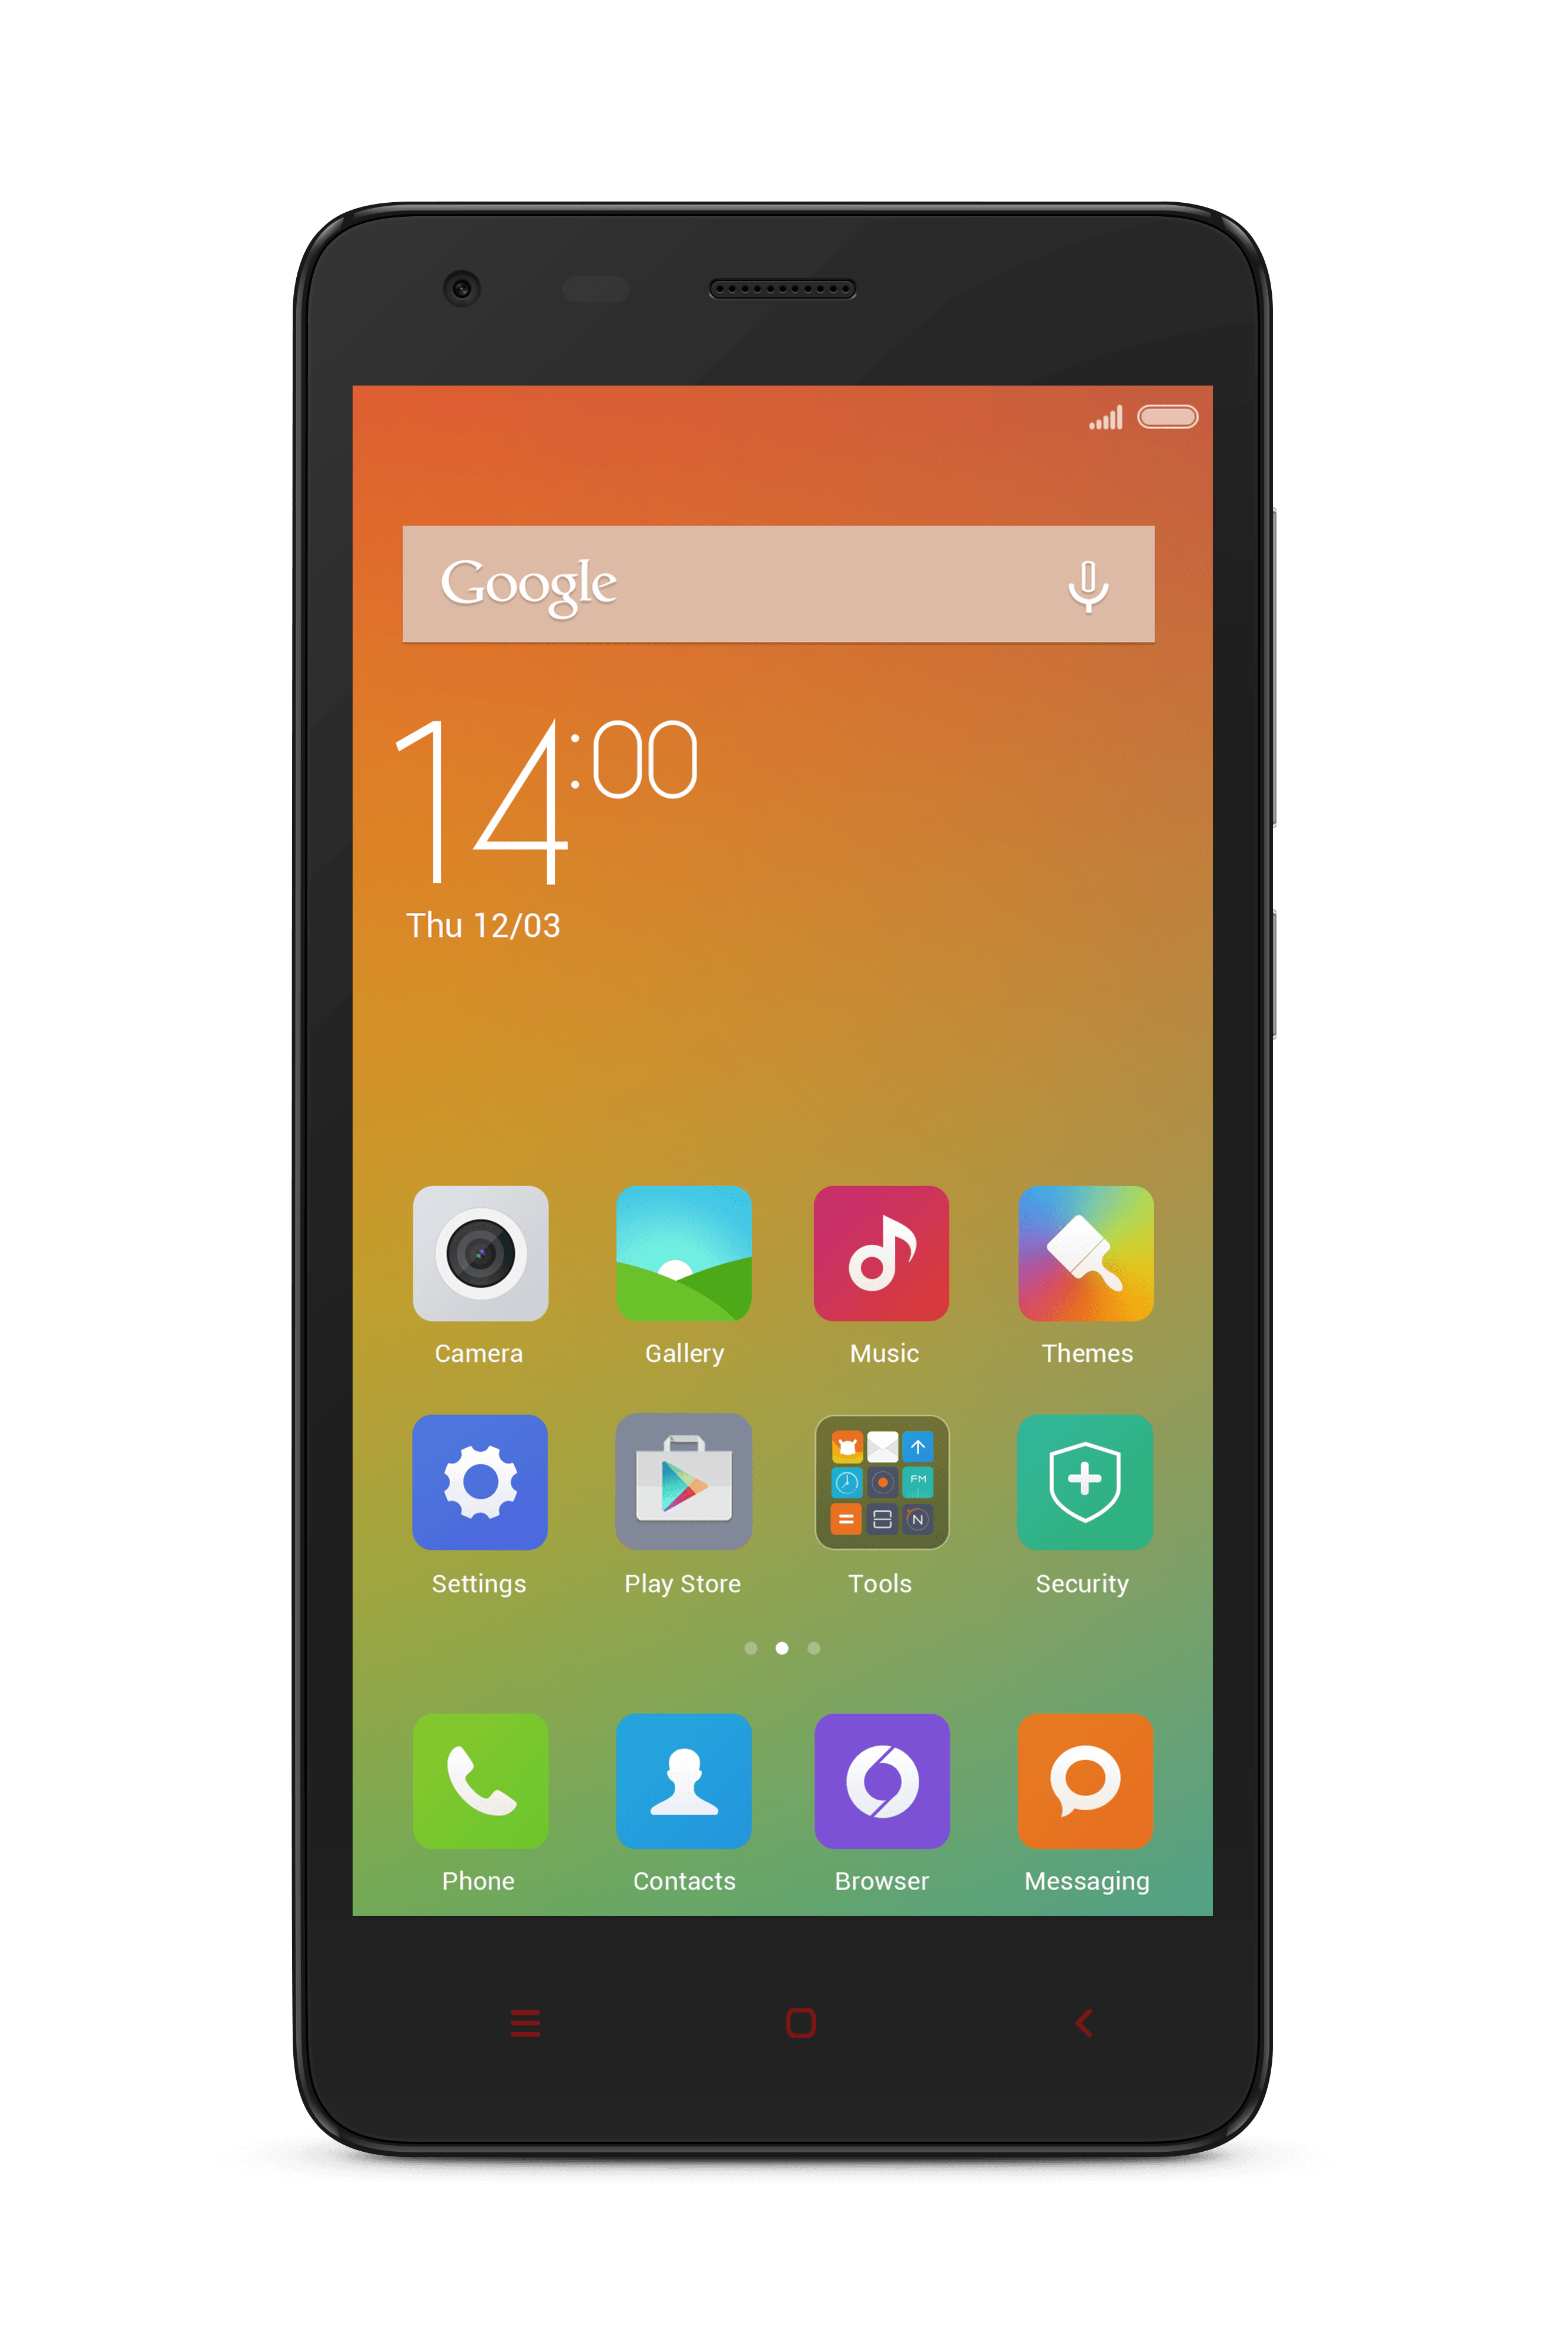 Google
14:00
Thu 12/03
Camera Gallery Music Themes
FM
N
Settings Play Store Tools Security
Phone Contacts Browser Messaging